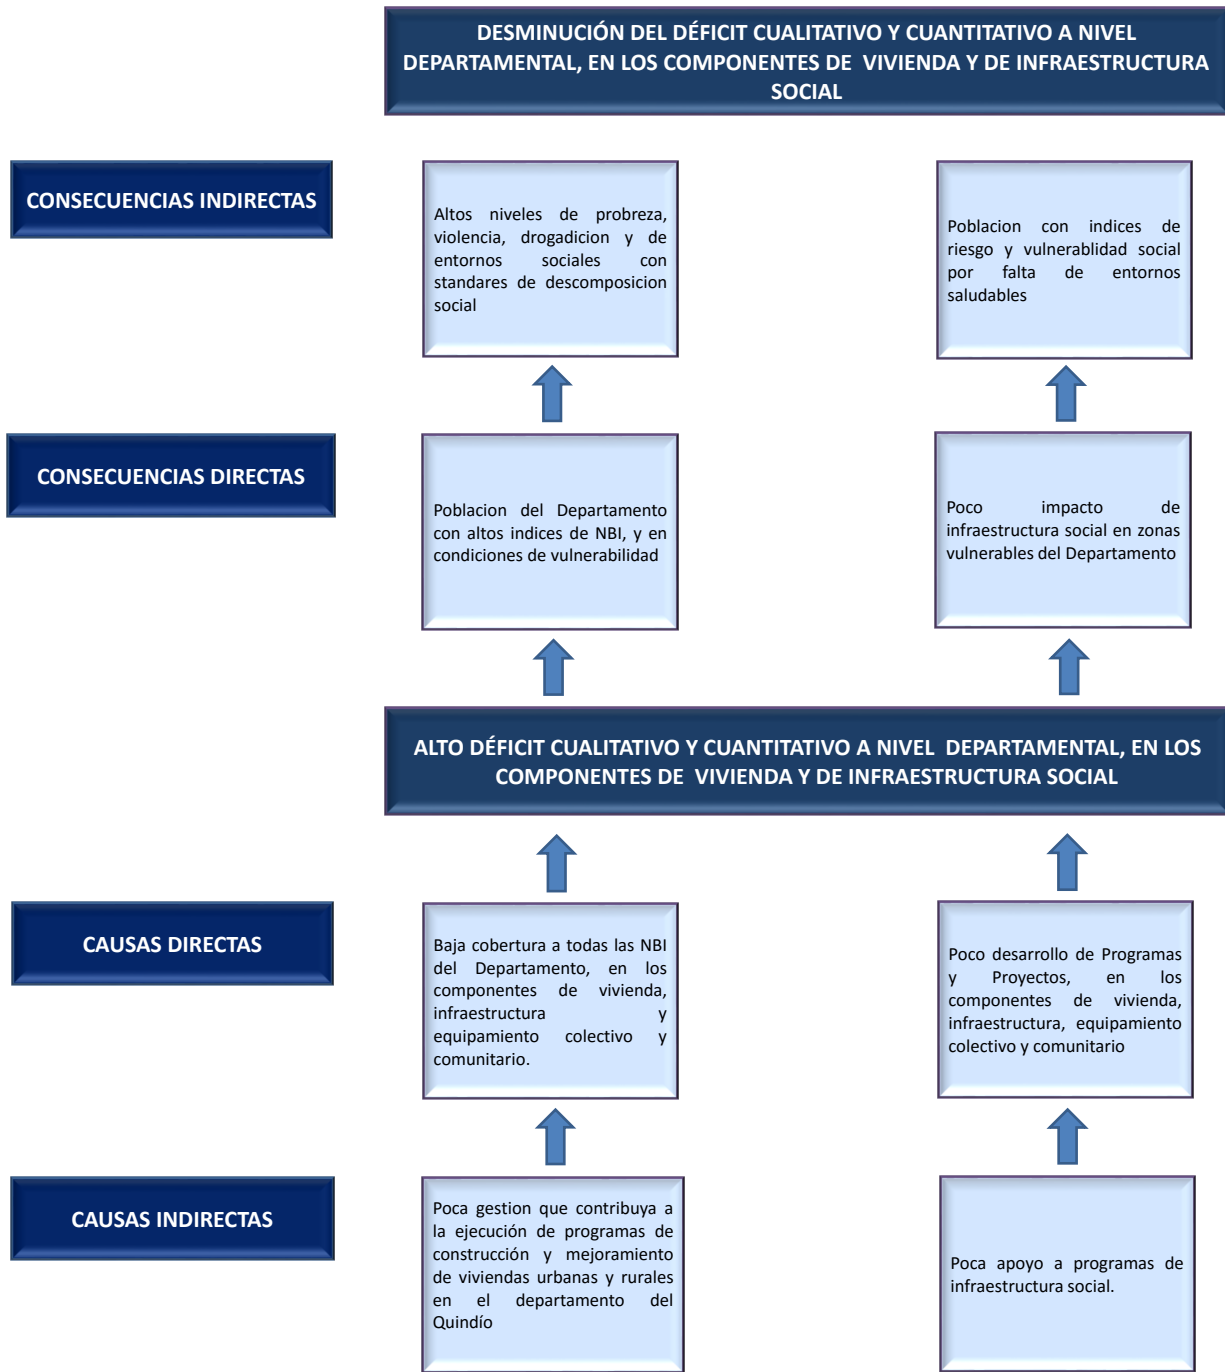 DESMINUCIÓN DEL DÉFICIT CUALITATIVO Y CUANTITATIVO A NIVEL
DEPARTAMENTAL, EN LOS COMPONENTES DE VIVIENDA Y DE INFRAESTRUCTURA
SOCIAL
CONSECUENCIAS INDIRECTAS
Altos niveles de probreza,
violencia, drogadicion y de
entornos sociales con
standares de descomposicion
social
Poblacion con indices de
riesgo y vulnerablidad social
por falta de entornos
saludables
CONSECUENCIAS DIRECTAS
Poblacion del Departamento
con altos indices de NBI, y en
condiciones de vulnerabilidad
Poco impacto de
infraestructura social en zonas
vulnerables del Departamento
ALTO DÉFICIT CUALITATIVO Y CUANTITATIVO A NIVEL DEPARTAMENTAL, EN LOS
COMPONENTES DE VIVIENDA Y DE INFRAESTRUCTURA SOCIAL
CAUSAS DIRECTAS
Baja cobertura a todas las NBI
del Departamento, en los
componentes de vivienda,
infraestructura y
equipamiento colectivo y
comunitario.
Poco desarrollo de Programas
y Proyectos, en los
componentes de vivienda,
infraestructura, equipamiento
colectivo y comunitario
CAUSAS INDIRECTAS
Poca gestion que contribuya a
la ejecución de programas de
construcción y mejoramiento
de viviendas urbanas y rurales
en el departamento del
Quindío
Poca apoyo a programas de
infraestructura social.